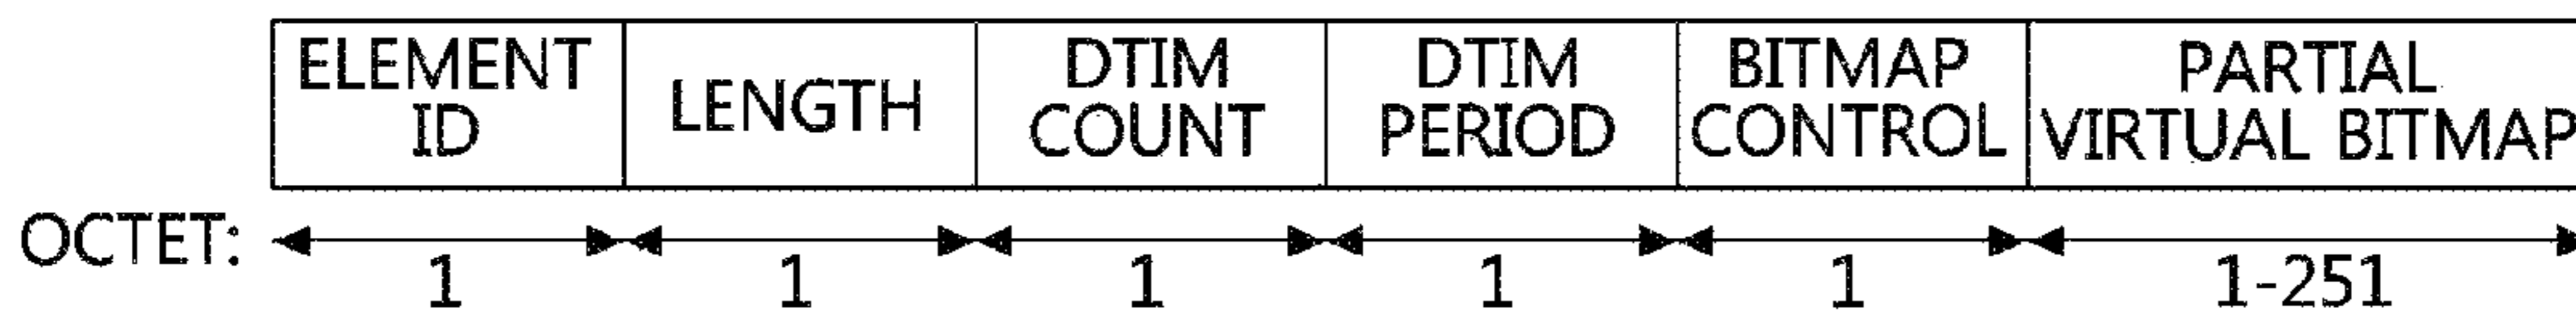 ELEMENT ID
LENGTH
DTIM COUNT
DTIM PERIOD
BITMAP CONTROL
PARTIAL VIRTUAL BITMAP
OCTET: 1 1 1 1 1 1-251